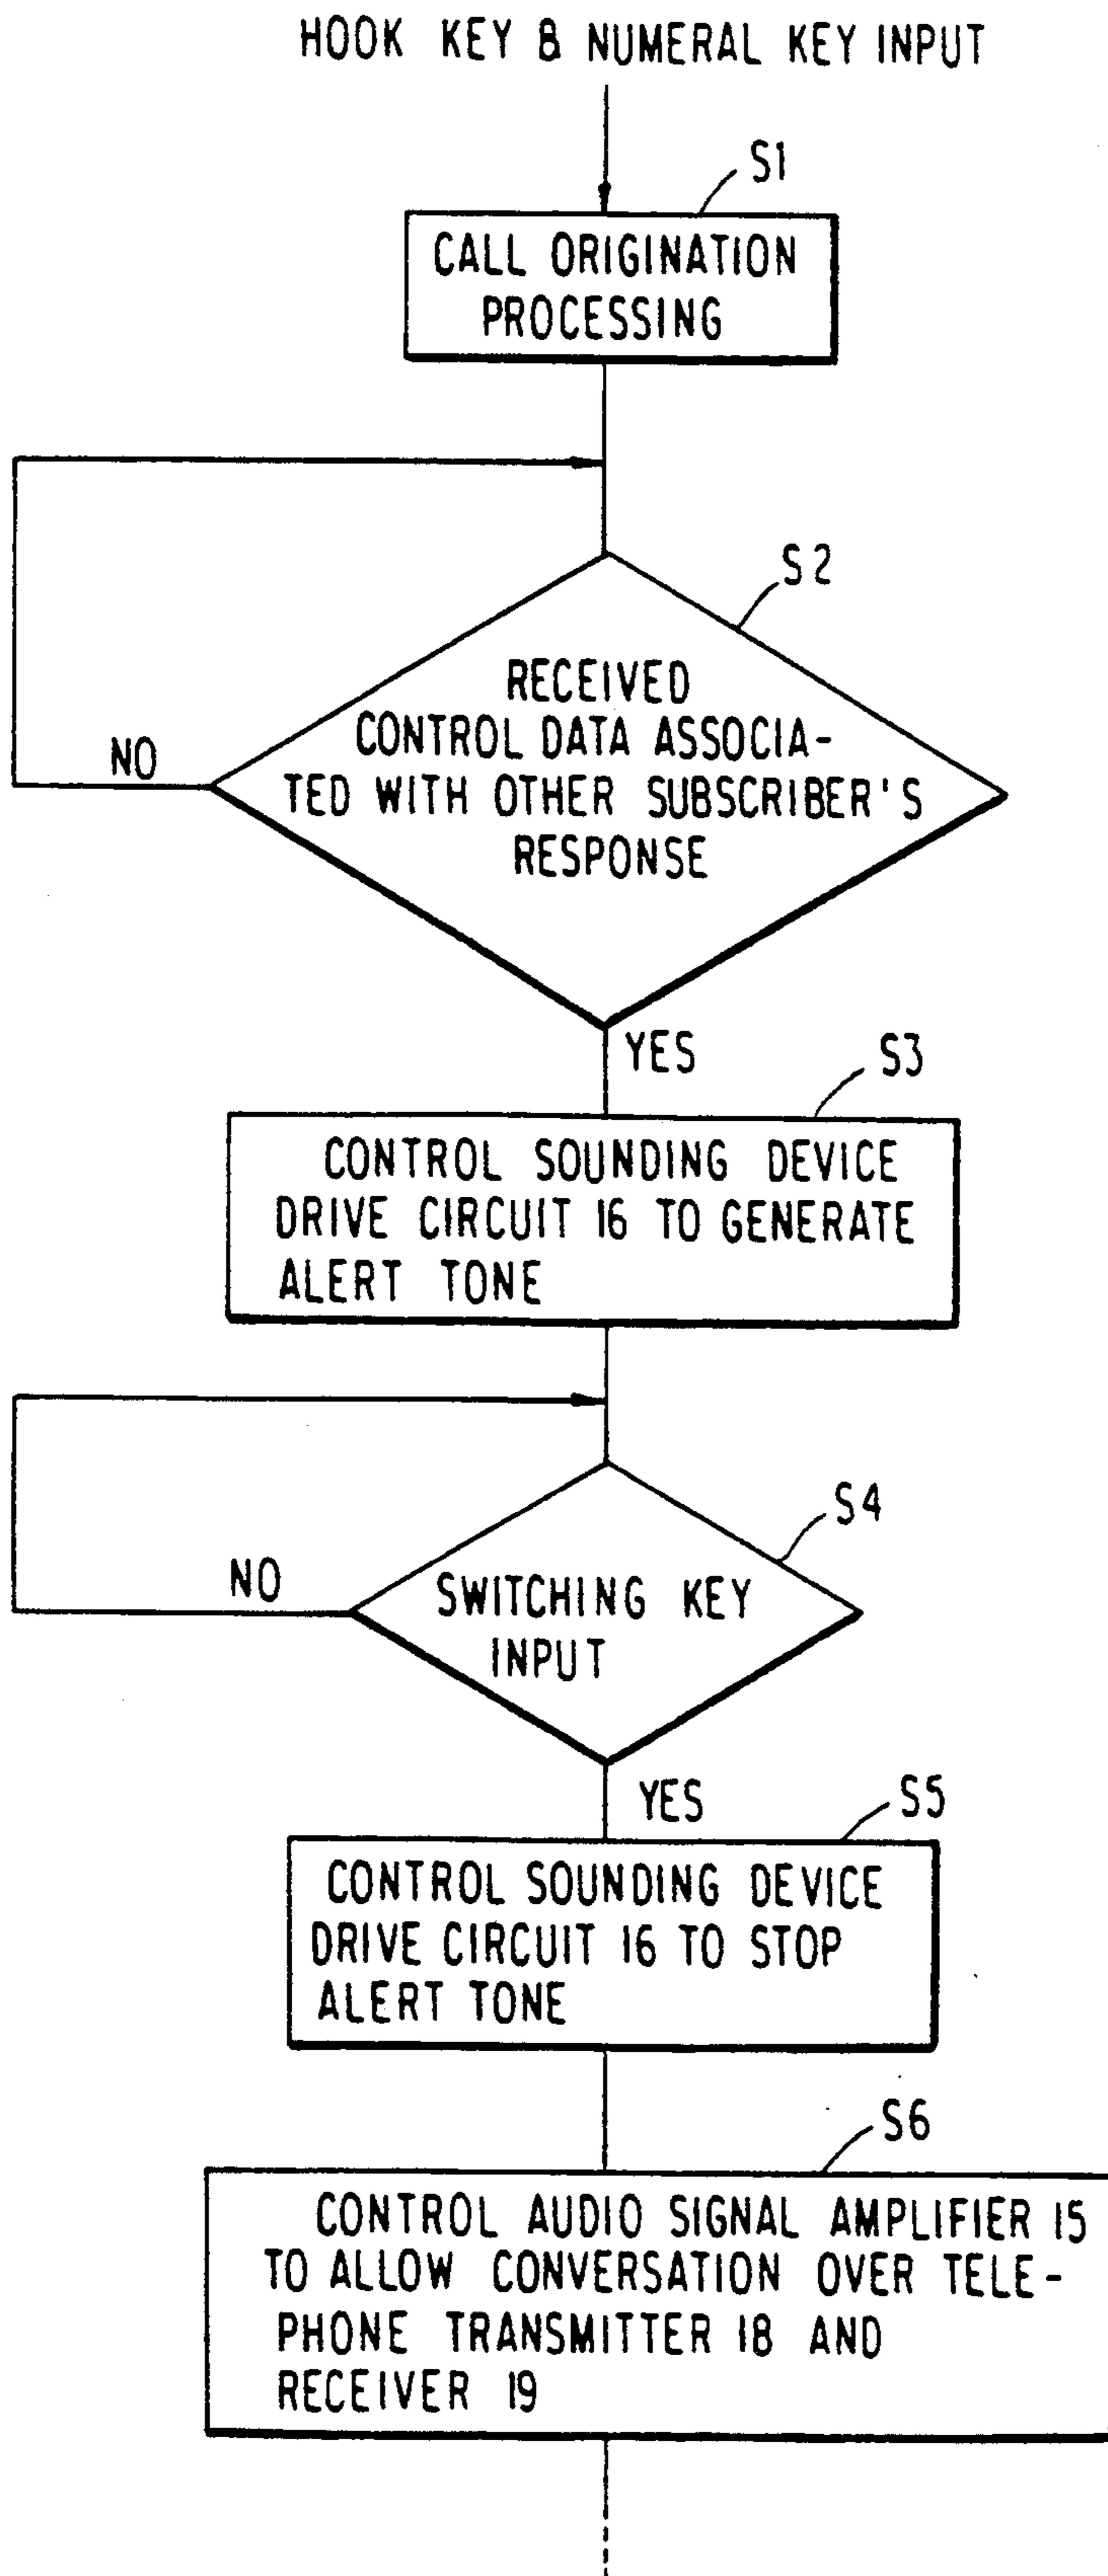 HOOK KEY & NUMERAL KEY INPUT
S1
CALL ORIGINATION
PROCESSING
S2
RECEIVED
CONTROL DATA ASSOCIA-
TED WITH OTHER SUBSCRIBER'S
RESPONSE
NO
YES
S3
CONTROL SOUNDING DEVICE
DRIVE CIRCUIT 16 TO GENERATE
ALERT TONE
S4
NO
SWITCHING KEY
INPUT
YES
S5
CONTROL SOUNDING DEVICE
DRIVE CIRCUIT 16 TO STOP
ALERT TONE
S6
CONTROL AUDIO SIGNAL AMPLIFIER 15
TO ALLOW CONVERSATION OVER TELE-
PHONE TRANSMITTER 18 AND
RECEIVER 19